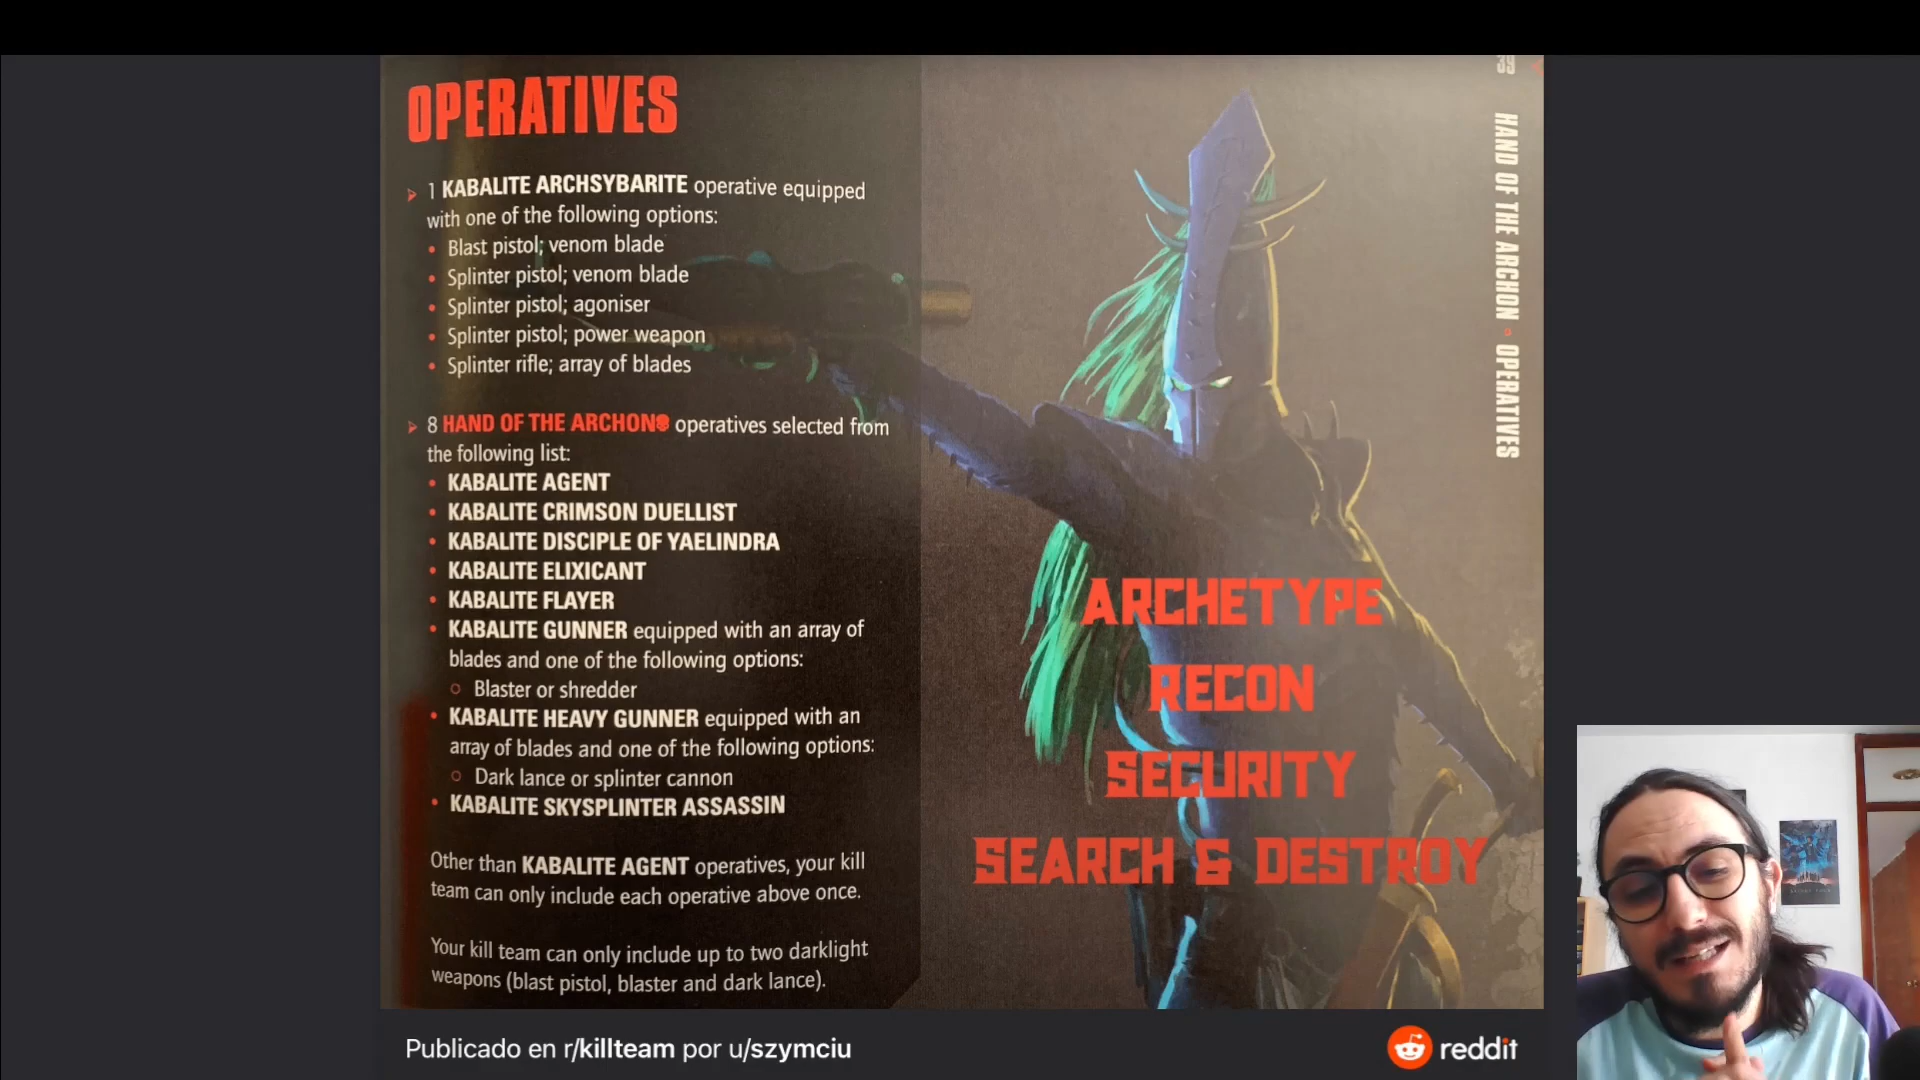 OPERATIVES
1 KABALITE ARCHSYBARITE operative equipped
with one of the following options:
• Blast pistol; venom blade
• Splinter pistol; venom blade
• Splinter pistol; agoniser
• Splinter pistol; power weapon
• Splinter rifle; array of blades
8 HAND OF THE ARCHON operatives selected from
the following list:
• KABALITE AGENT
• KABALITE CRIMSON DUELLIST
• KABALITE DISCIPLE OF YAELINDRA
• KABALITE ELIXICANT
• KABALITE FLAYER
• KABALITE GUNNER equipped with an array of
blades and one of the following options:
○ Blaster or shredder
• KABALITE HEAVY GUNNER equipped with an
array of blades and one of the following options:
○ Dark lance or splinter cannon
• KABALITE SKYSPLINTER ASSASSIN
Other than KABALITE AGENT operatives, your kill
team can only include each operative above once.
Your kill team can only include up to two darklight
weapons (blast pistol, blaster and dark lance).
HAND OF THE ARCHON • OPERATIVES
ARCHETYPE
RECON
SECURITY
SEARCH & DESTROY
Publicado en r/killteam por u/szymciu
reddit